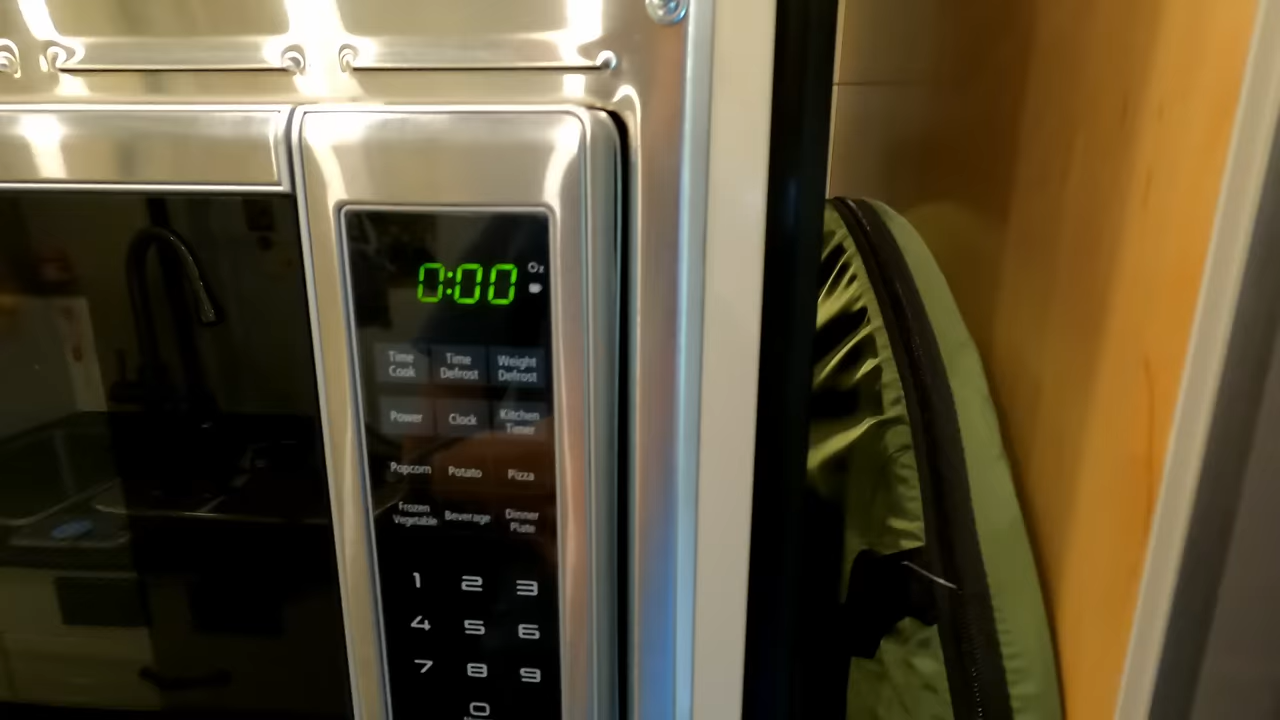 0:00
Oz
Time Cook
Time Defrost
Weight Defrost
Power
Clock
Kitchen Timer
Popcorn
Potato
Pizza
Frozen Vegetable
Beverage
Dinner Plate
1 2 3
4 5 6
7 8 9
0